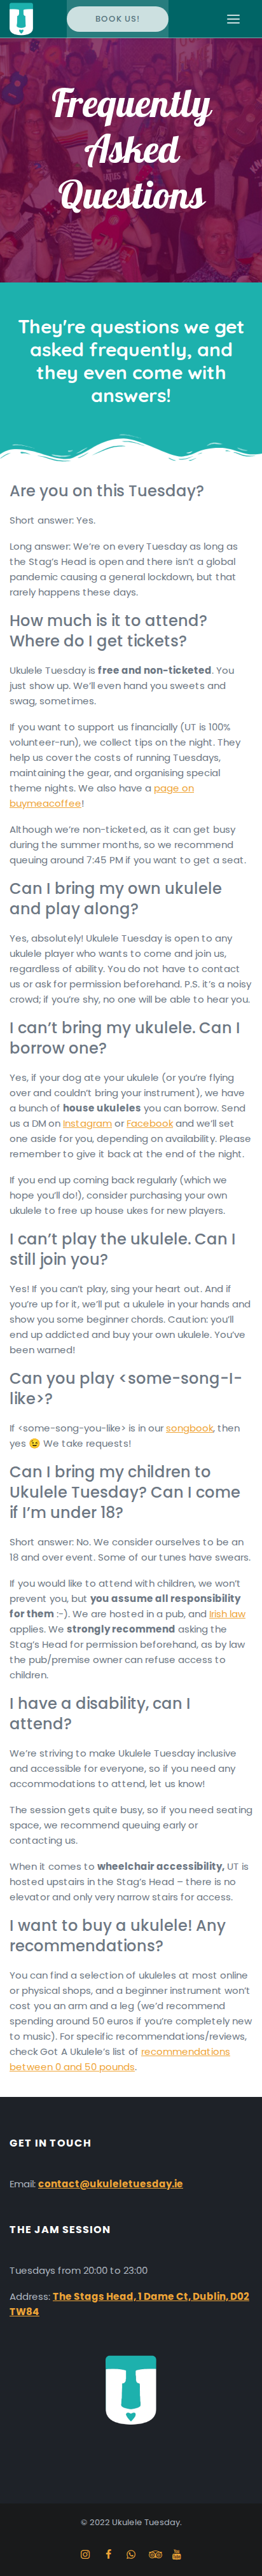 BOOK US!
Frequently
Asked
Questions
They're questions we get
asked frequently, and
they even come with
answers!
Are you on this Tuesday?
Short answer: Yes.
Long answer: We're on every Tuesday as long as
the Stag's Head is open and there isn't a global
pandemic causing a general lockdown, but that
rarely happens these days.
How much is it to attend?
Where do I get tickets?
Ukulele Tuesday is free and non-ticketed. You
just show up. We'll even hand you sweets and
swag, sometimes.
If you want to support us financially (UT is 100%
volunteer-run), we collect tips on the night. They
help us cover the costs of running Tuesdays,
maintaining the gear, and organising special
theme nights. We also have a page on
buymeacoffee!
Although we're non-ticketed, as it can get busy
during the summer months, so we recommend
queuing around 7:45 PM if you want to get a seat.
Can I bring my own ukulele
and play along?
Yes, absolutely! Ukulele Tuesday is open to any
ukulele player who wants to come and join us,
regardless of ability. You do not have to contact
us or ask for permission beforehand. P.S. it's a noisy
crowd; if you're shy, no one will be able to hear you.
I can't bring my ukulele. Can I
borrow one?
Yes, if your dog ate your ukulele (or you're flying
over and couldn't bring your instrument), we have
a bunch of house ukuleles you can borrow. Send
us a DM on Instagram or Facebook and we'll set
one aside for you, depending on availability. Please
remember to give it back at the end of the night.
If you end up coming back regularly (which we
hope you'll do!), consider purchasing your own
ukulele to free up house ukes for new players.
I can't play the ukulele. Can I
still join you?
Yes! If you can't play, sing your heart out. And if
you're up for it, we'll put a ukulele in your hands and
show you some beginner chords. Caution: you'll
end up addicted and buy your own ukulele. You've
been warned!
Can you play <some-song-I-
like>?
If <some-song-you-like> is in our songbook, then
yes 😉 We take requests!
Can I bring my children to
Ukulele Tuesday? Can I come
if I'm under 18?
Short answer: No. We consider ourselves to be an
18 and over event. Some of our tunes have swears.
If you would like to attend with children, we won't
prevent you, but you assume all responsibility
for them :-). We are hosted in a pub, and Irish law
applies. We strongly recommend asking the
Stag's Head for permission beforehand, as by law
the pub/premise owner can refuse access to
children.
I have a disability, can I
attend?
We're striving to make Ukulele Tuesday inclusive
and accessible for everyone, so if you need any
accommodations to attend, let us know!
The session gets quite busy, so if you need seating
space, we recommend queuing early or
contacting us.
When it comes to wheelchair accessibility, UT is
hosted upstairs in the Stag's Head – there is no
elevator and only very narrow stairs for access.
I want to buy a ukulele! Any
recommendations?
You can find a selection of ukuleles at most online
or physical shops, and a beginner instrument won't
cost you an arm and a leg (we'd recommend
spending around 50 euros if you're completely new
to music). For specific recommendations/reviews,
check Got A Ukulele's list of recommendations
between 0 and 50 pounds.
GET IN TOUCH
Email: contact@ukuleletuesday.ie
THE JAM SESSION
Tuesdays from 20:00 to 23:00
Address: The Stags Head, 1 Dame Ct, Dublin, D02
TW84
© 2022 Ukulele Tuesday.